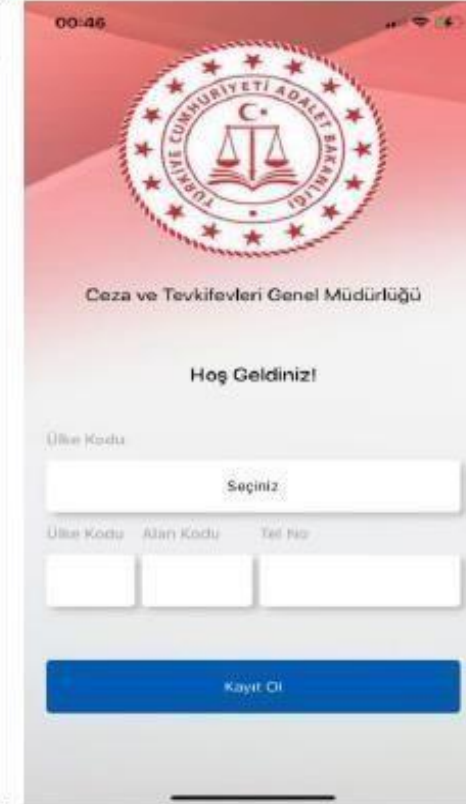 00:46
TÜRKİYE CUMHURİYETİ ADALET BAKANLIĞI
Ceza ve Tevkifevleri Genel Müdürlüğü
Hoş Geldiniz!
Ülke Kodu
Seçiniz
Ülke Kodu Alan Kodu Tel No
Kayıt Ol